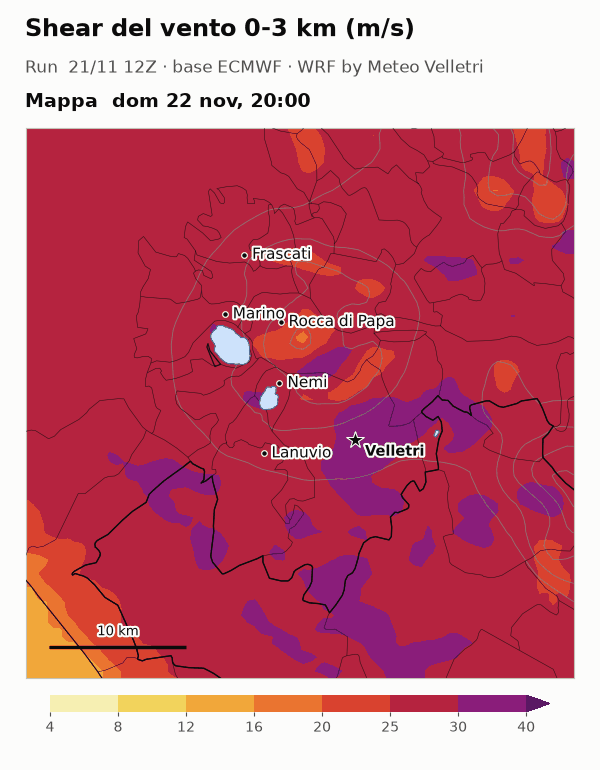 Shear del vento 0-3 km (m/s)
Run  21/11 12Z · base ECMWF · WRF by Meteo Velletri
Mappa  dom 22 nov, 20:00
Frascati
Marino
Rocca di Papa
Nemi
Velletri
Lanuvio
10 km
4 8 12 16 20 25 30 40